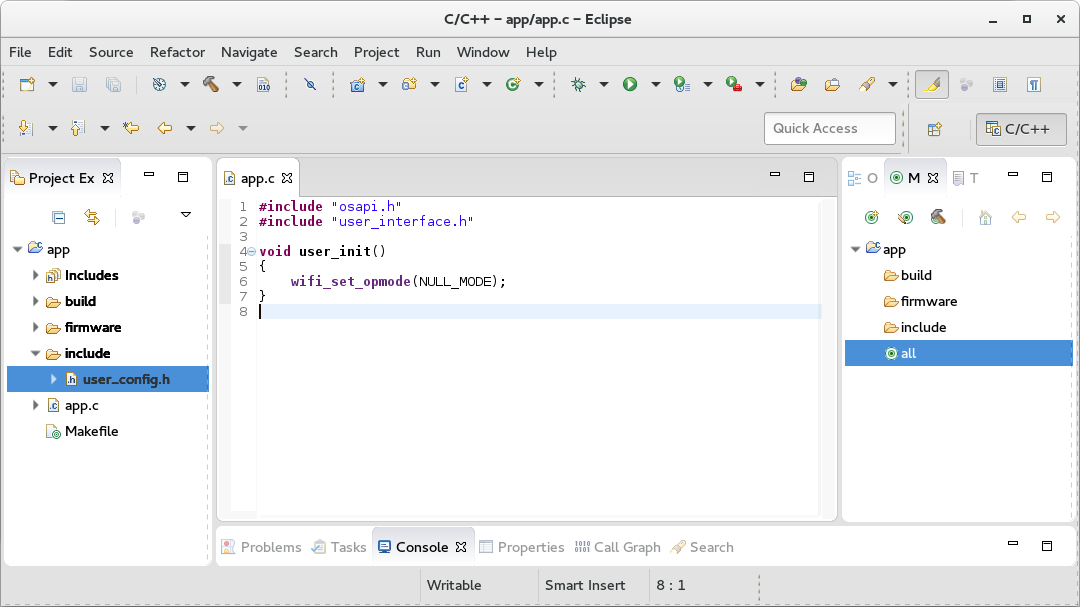 C/C++ – app/app.c – Eclipse
File Edit Source Refactor Navigate Search Project Run Window Help
010
Quick Access
C/C++
Project Ex
app
Includes
build
firmware
include
user_config.h
app.c
Makefile
app.c
1 #include "osapi.h"
2 #include "user_interface.h"
3
4 void user_init()
5 {
6 wifi_set_opmode(NULL_MODE);
7 }
8
O M T
app
build
firmware
include
all
Problems Tasks Console Properties Call Graph Search
Writable Smart Insert 8 : 1